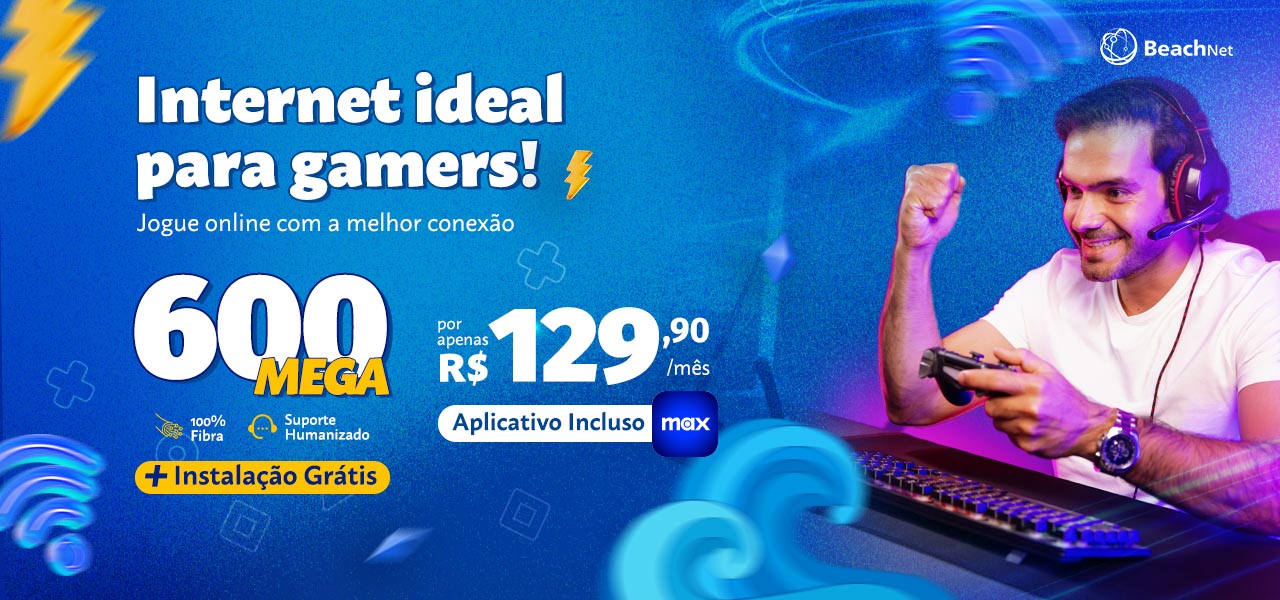 BeachNet
Internet ideal
para gamers!
Jogue online com a melhor conexão
600
MEGA
por
apenas
R$ 129,90
/mês
100%
Fibra
Suporte
Humanizado
Aplicativo Incluso max
+ Instalação Grátis